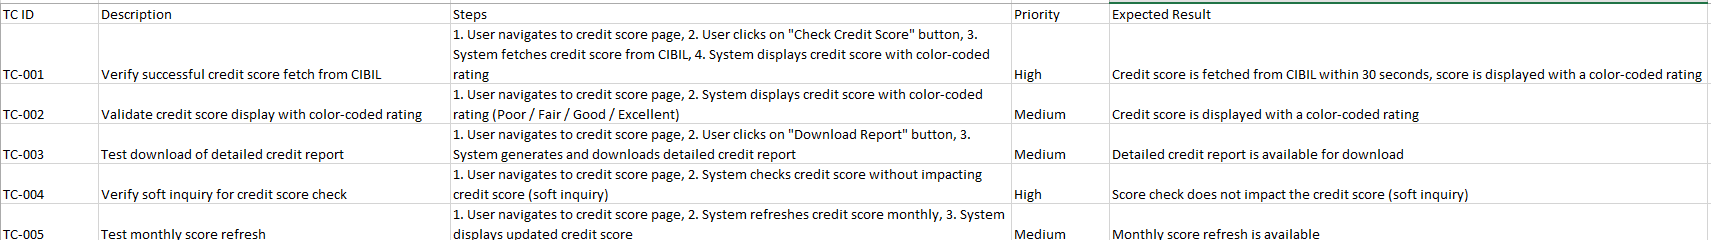 TC ID Description Steps Priority Expected Result
1. User navigates to credit score page, 2. User clicks on "Check Credit Score" button, 3.
System fetches credit score from CIBIL, 4. System displays credit score with color-coded
TC-001 Verify successful credit score fetch from CIBIL rating High Credit score is fetched from CIBIL within 30 seconds, score is displayed with a color-coded rating
1. User navigates to credit score page, 2. System displays credit score with color-coded
TC-002 Validate credit score display with color-coded rating rating (Poor / Fair / Good / Excellent) Medium Credit score is displayed with a color-coded rating
1. User navigates to credit score page, 2. User clicks on "Download Report" button, 3.
TC-003 Test download of detailed credit report System generates and downloads detailed credit report Medium Detailed credit report is available for download
1. User navigates to credit score page, 2. System checks credit score without impacting
TC-004 Verify soft inquiry for credit score check credit score (soft inquiry) High Score check does not impact the credit score (soft inquiry)
1. User navigates to credit score page, 2. System refreshes credit score monthly, 3. System
TC-005 Test monthly score refresh displays updated credit score Medium Monthly score refresh is available